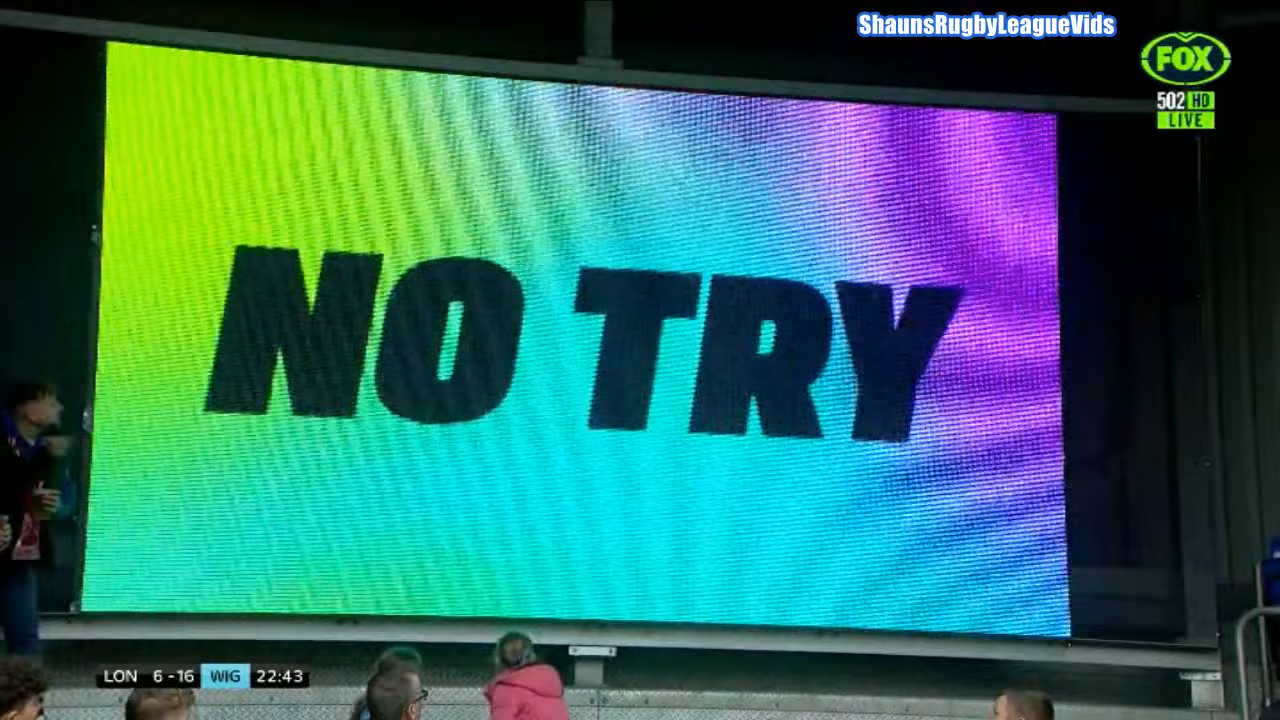 ShaunsRugbyLeagueVids
FOX
502 HD
LIVE
NO TRY
LON 6-16 WIG 22:43